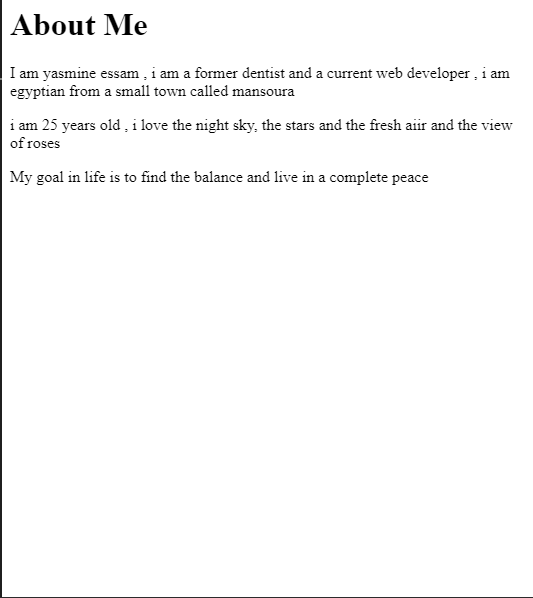 About Me
I am yasmine essam , i am a former dentist and a current web developer , i am
egyptian from a small town called mansoura
i am 25 years old , i love the night sky, the stars and the fresh aiir and the view
of roses
My goal in life is to find the balance and live in a complete peace